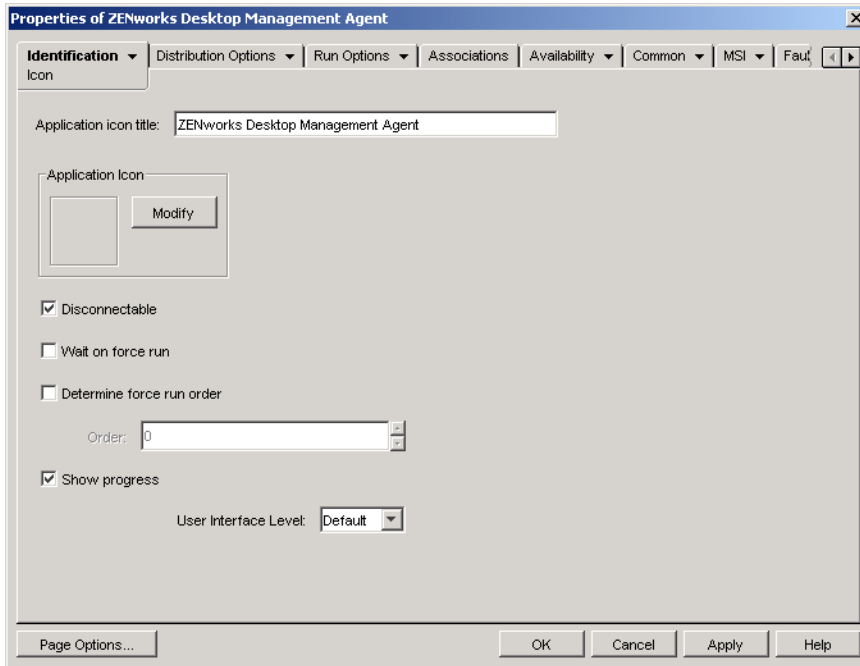 Properties of ZENworks Desktop Management Agent
Identification Distribution Options Run Options Associations Availability Common MSI Faul
Icon
Application icon title: ZENworks Desktop Management Agent
Application Icon
Modify
Disconnectable
Wait on force run
Determine force run order
Order: 0
Show progress
User Interface Level: Default
Page Options... OK Cancel Apply Help